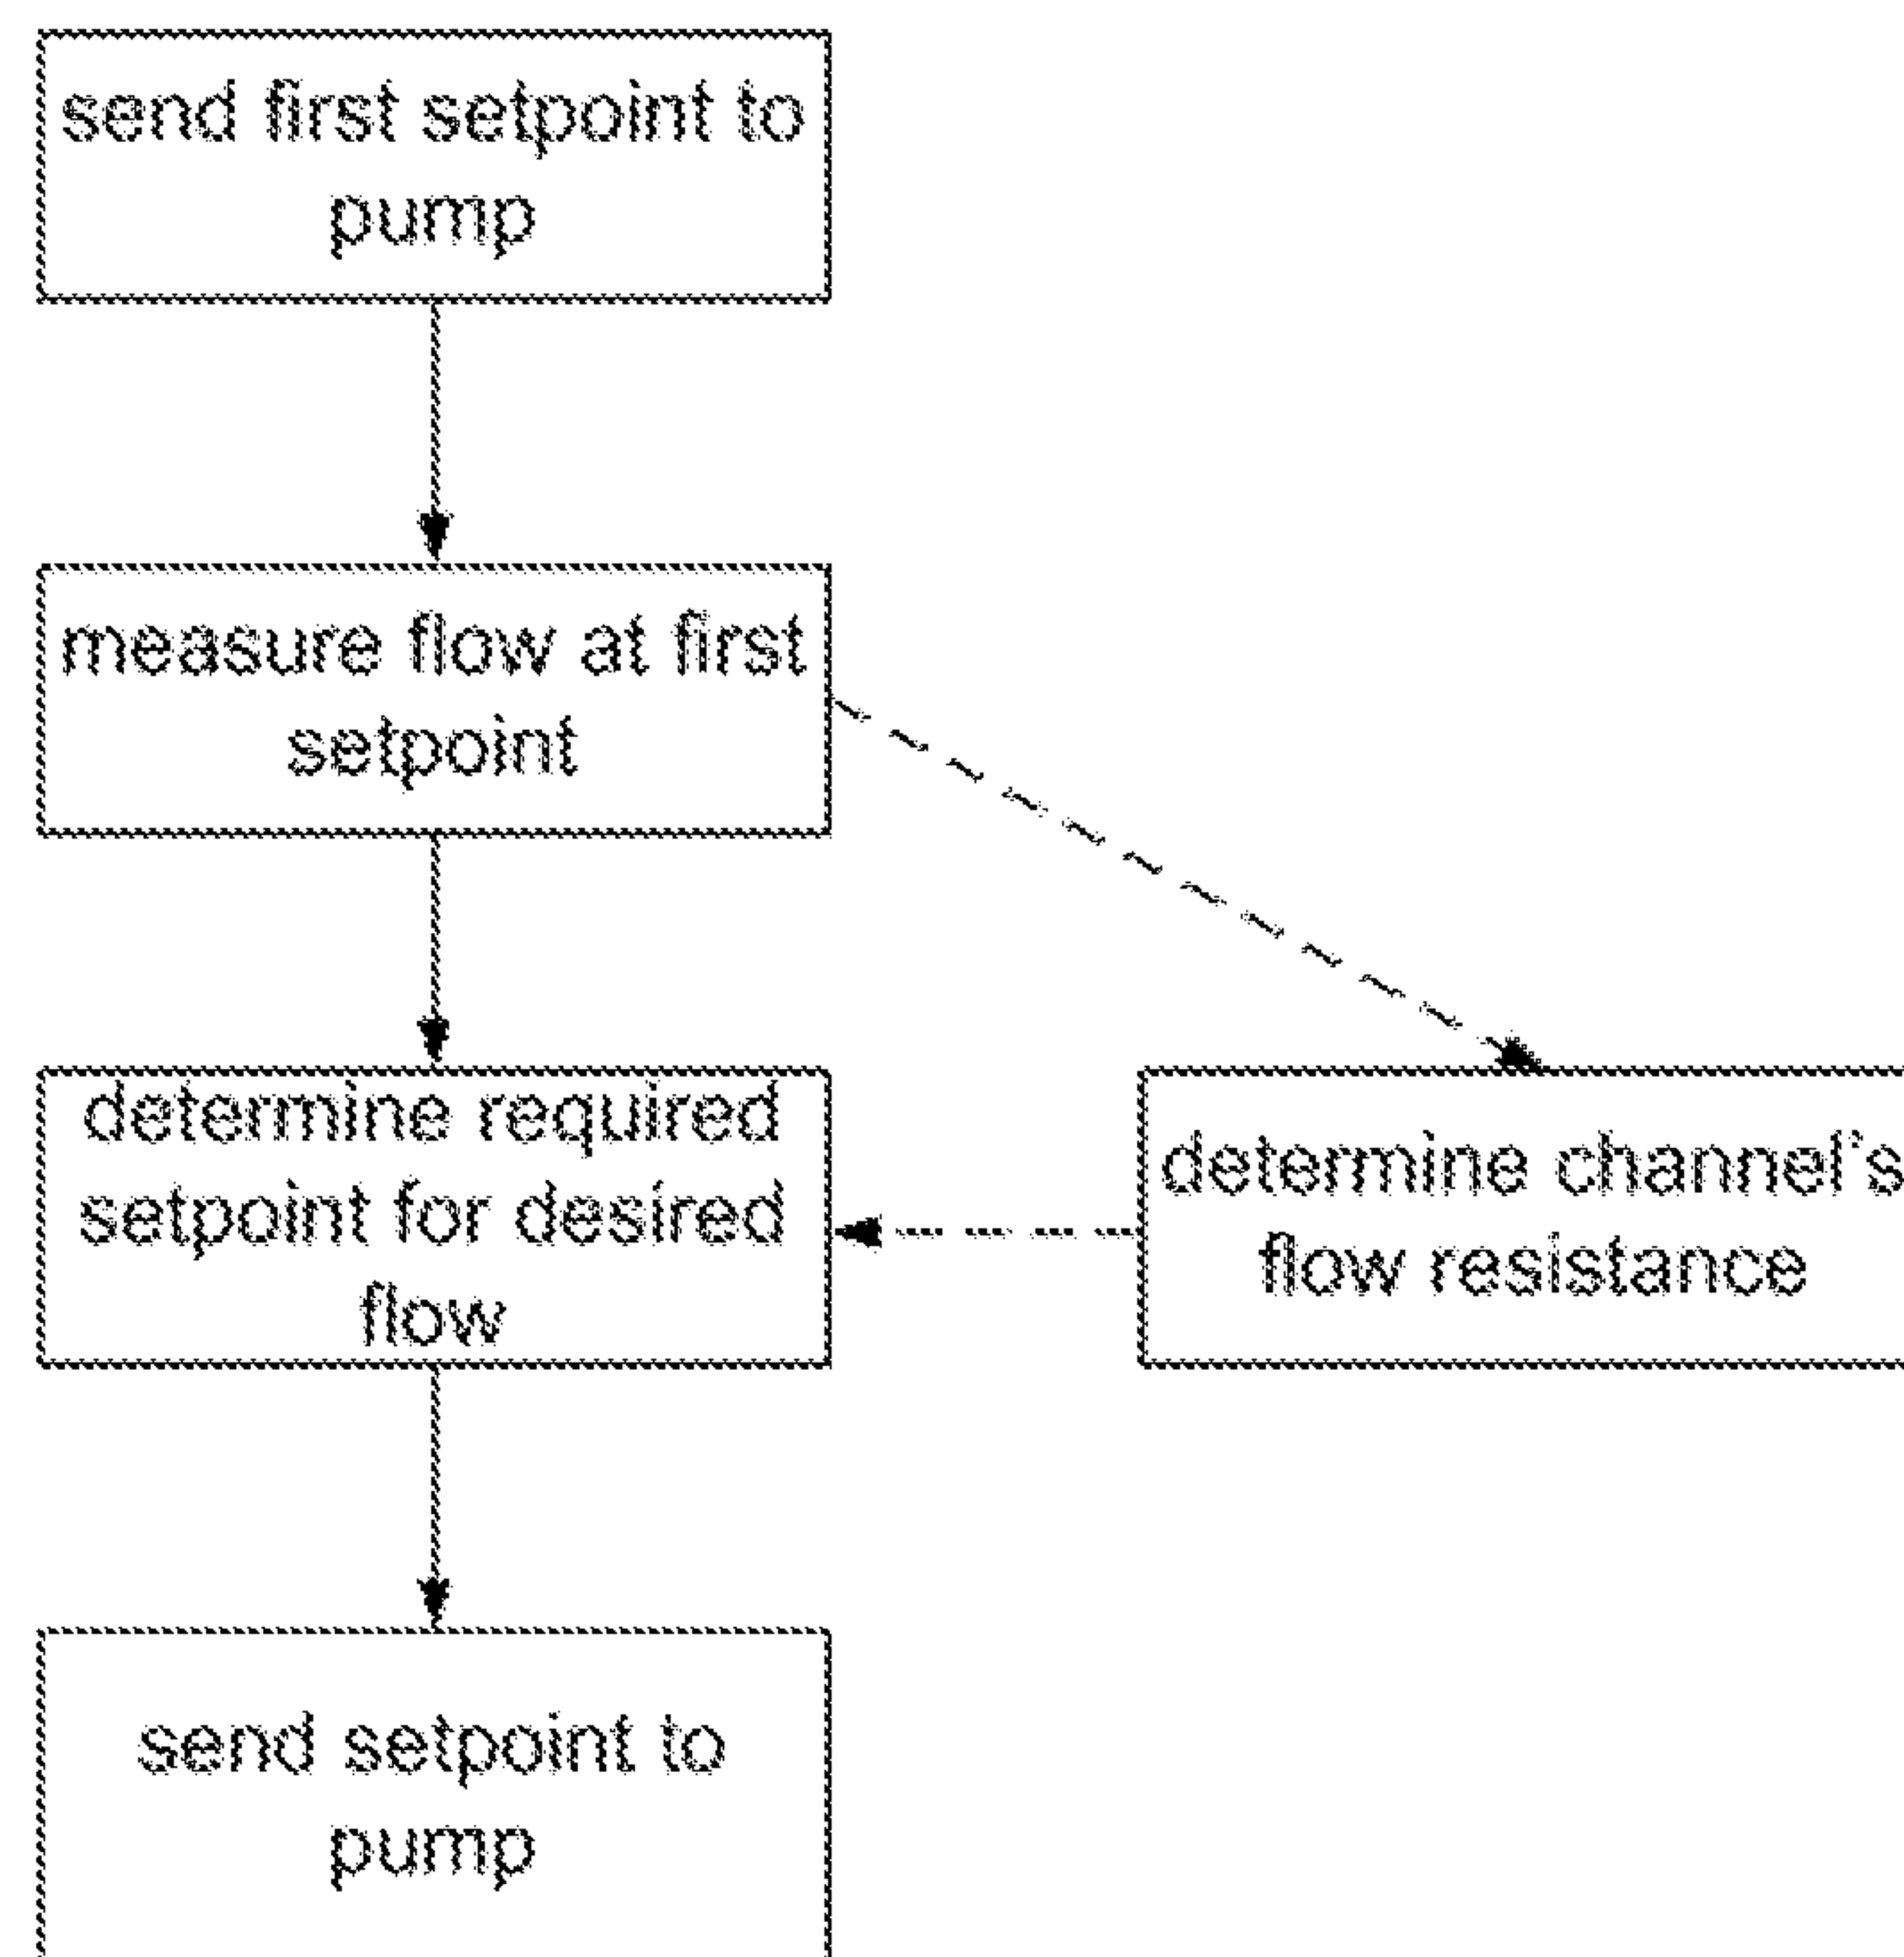 send first setpoint to
pump
measure flow at first
setpoint
determine required
setpoint for desired
flow
determine channel's
flow resistance
send setpoint to
pump